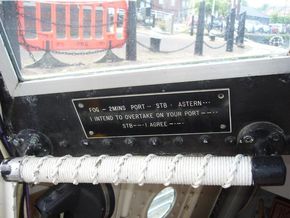 FOG - 2MINS PORT -- STB · ASTERN ---
I INTEND TO OVERTAKE ON YOUR PORT -----
STB---- I AGREE -·-·